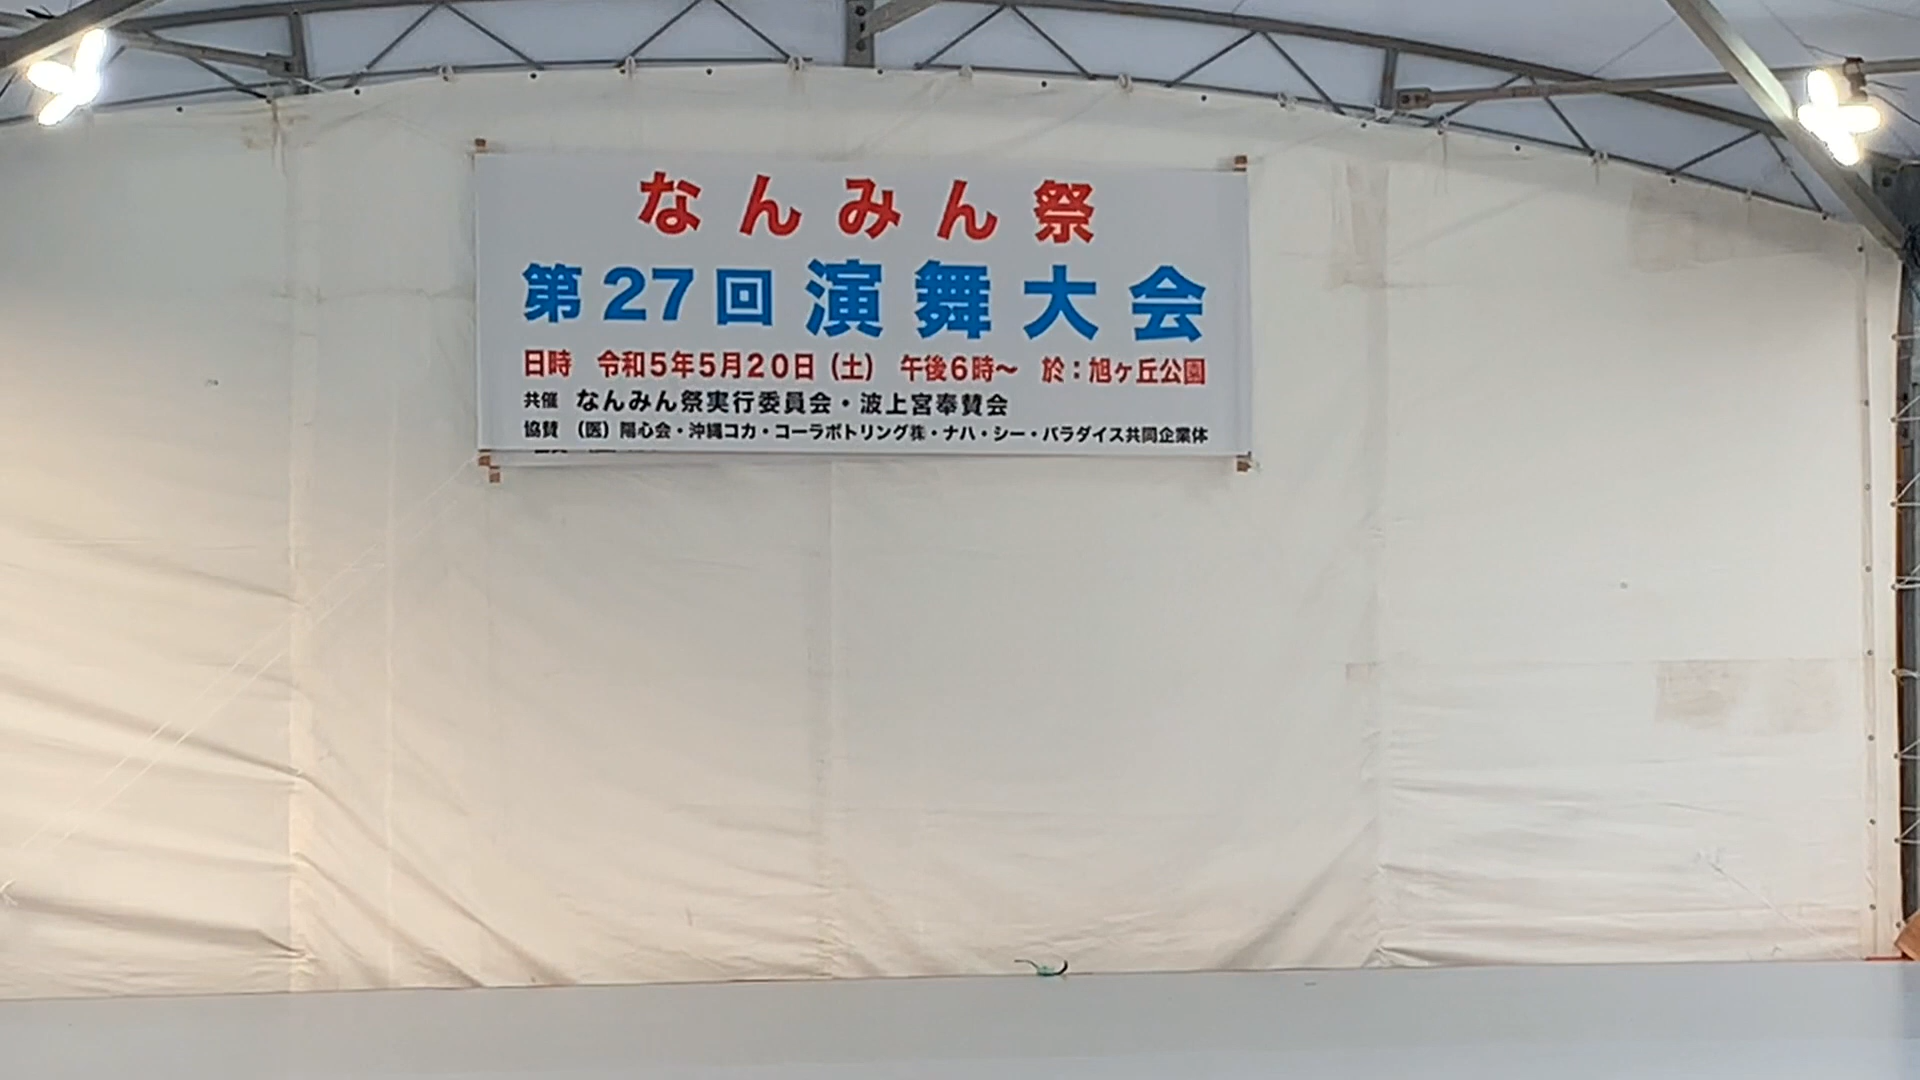 なんみん祭
第27回演舞大会
日時　令和5年5月20日（土）　午後6時～　於：旭ヶ丘公園
共催　なんみん祭実行委員会・波上宮奉賛会
協賛　（医）陽心会・沖縄コカ・コーラボトリング㈱・ナハ・シー・パラダイス共同企業体